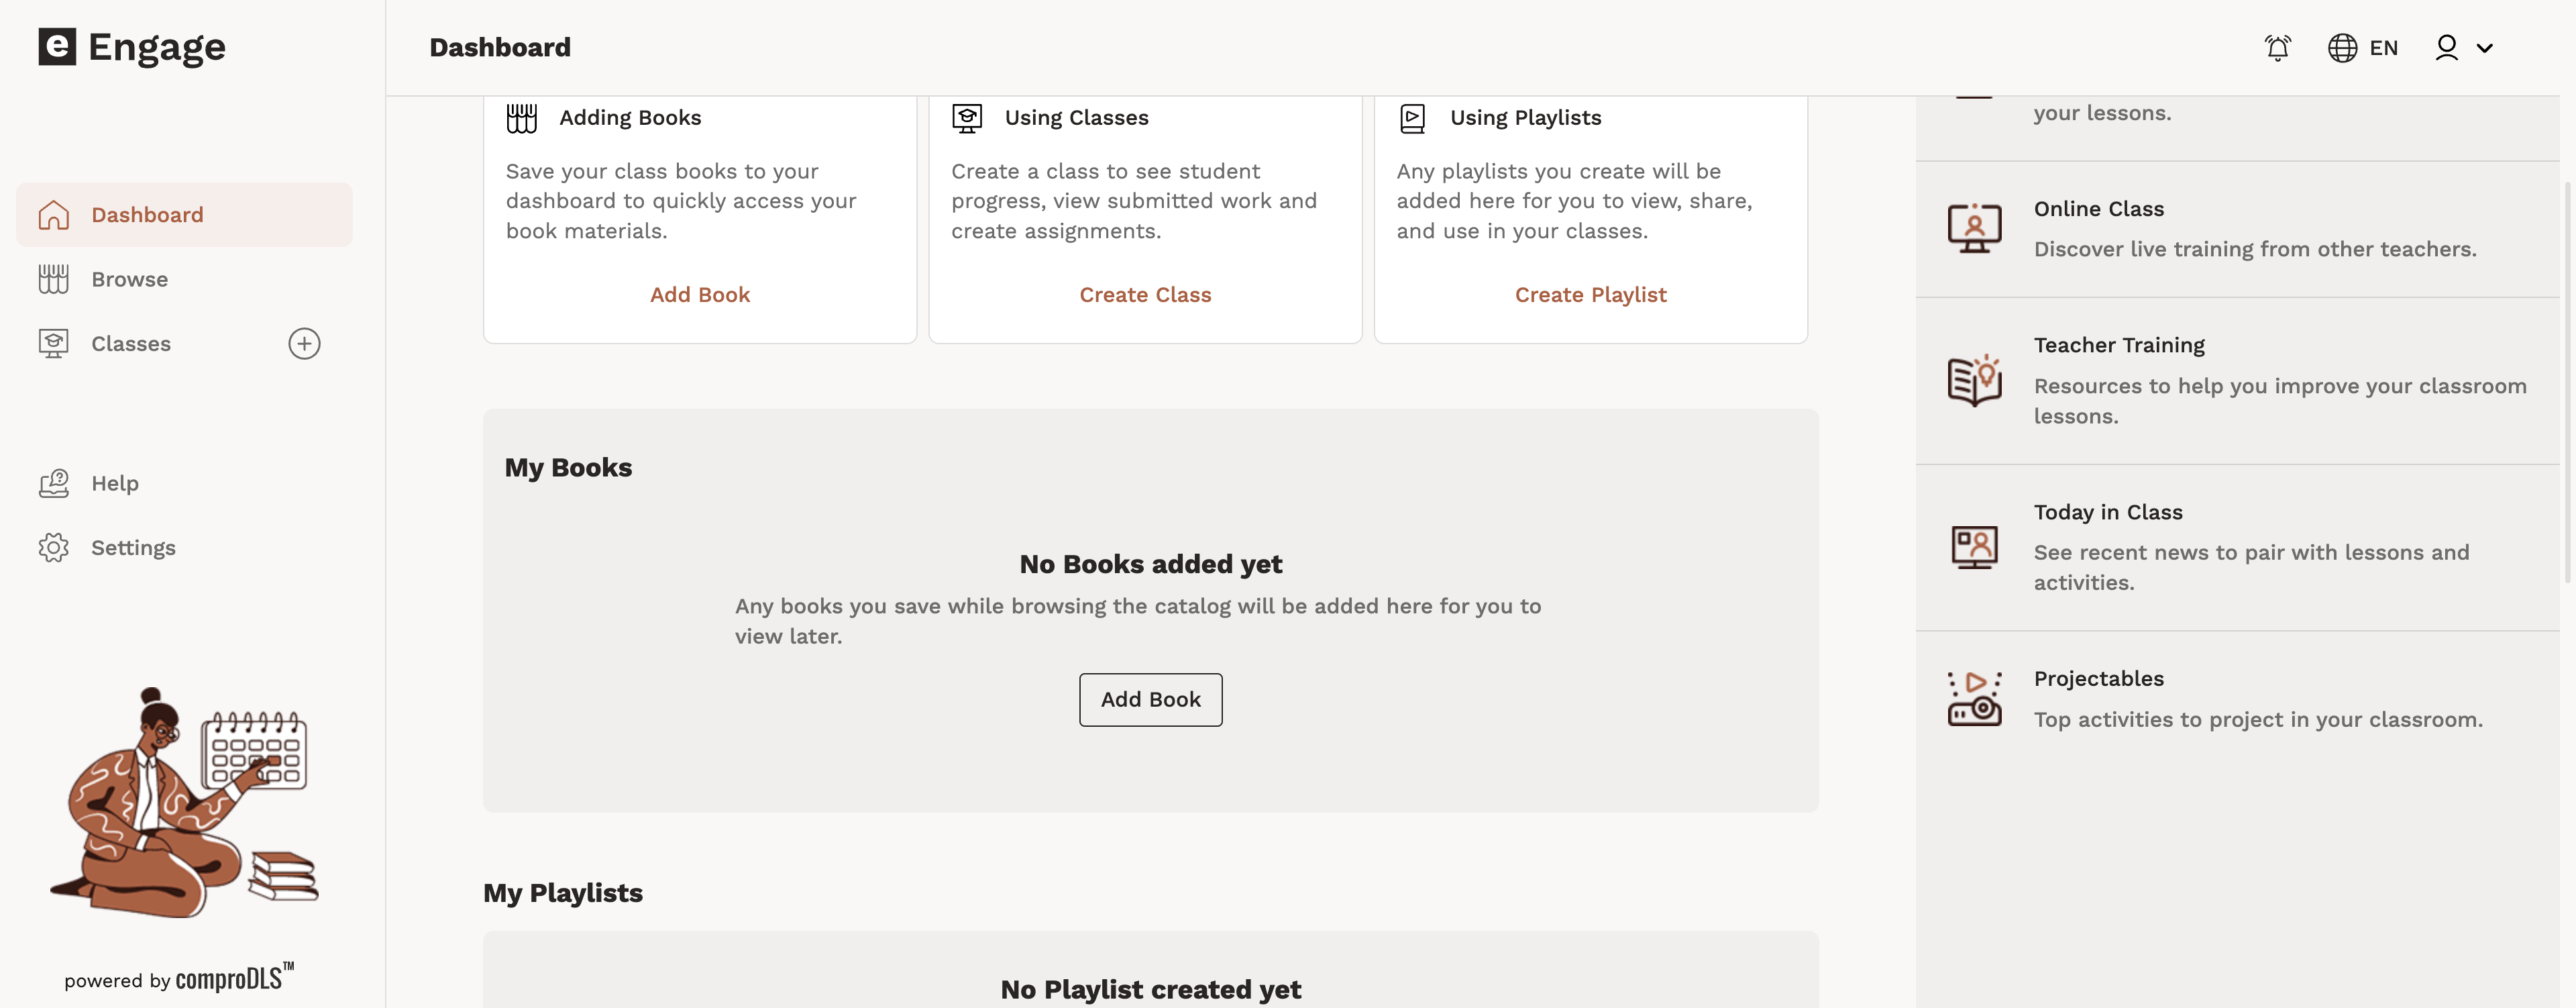 e Engage
Dashboard
EN
Dashboard
Browse
Classes
Help
Settings
powered by comproDLS™
Adding Books
Save your class books to your
dashboard to quickly access your
book materials.
Add Book
Using Classes
Create a class to see student
progress, view submitted work and
create assignments.
Create Class
Using Playlists
Any playlists you create will be
added here for you to view, share,
and use in your classes.
Create Playlist
My Books
No Books added yet
Any books you save while browsing the catalog will be added here for you to
view later.
Add Book
My Playlists
No Playlist created yet
your lessons.
Online Class
Discover live training from other teachers.
Teacher Training
Resources to help you improve your classroom
lessons.
Today in Class
See recent news to pair with lessons and
activities.
Projectables
Top activities to project in your classroom.